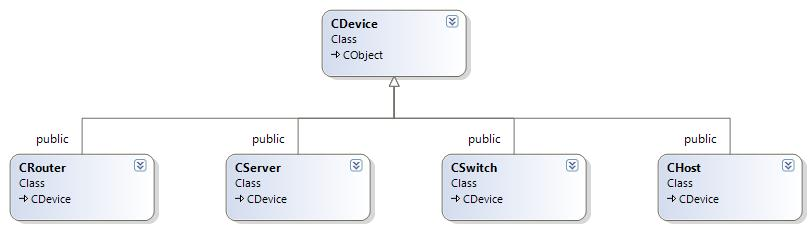 CDevice
Class
CObject
public
public
public
public
CRouter
Class
CDevice
CServer
Class
CDevice
CSwitch
Class
CDevice
CHost
Class
CDevice